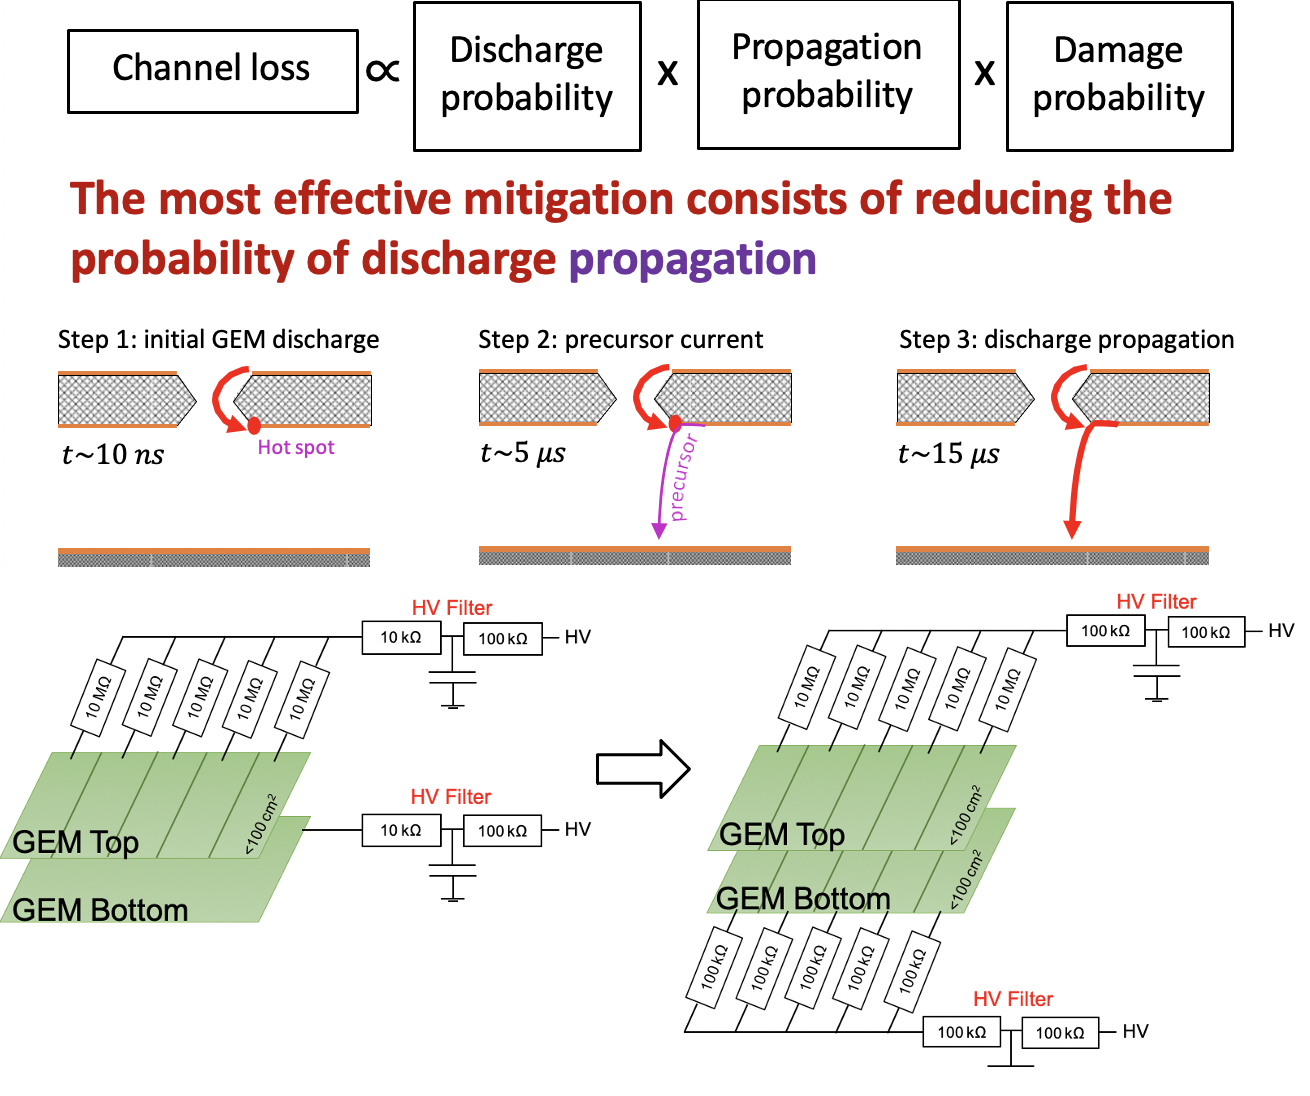 Channel loss
∝
Discharge
probability
x
Propagation
probability
x
Damage
probability
The most effective mitigation consists of reducing the
probability of discharge propagation
Step 1: initial GEM discharge
Hot spot
t~10 ns
Step 2: precursor current
t~5 μs
precursor
Step 3: discharge propagation
t~15 μs
HV Filter
10 kΩ
100 kΩ
HV
10 MΩ
10 MΩ
10 MΩ
10 MΩ
10 MΩ
<100 cm²
GEM Top
GEM Bottom
HV Filter
10 kΩ
100 kΩ
HV
HV Filter
100 kΩ
100 kΩ
HV
10 MΩ
10 MΩ
10 MΩ
10 MΩ
10 MΩ
<100 cm²
GEM Top
<100 cm²
GEM Bottom
100 kΩ
100 kΩ
100 kΩ
100 kΩ
100 kΩ
HV Filter
100 kΩ
100 kΩ
HV